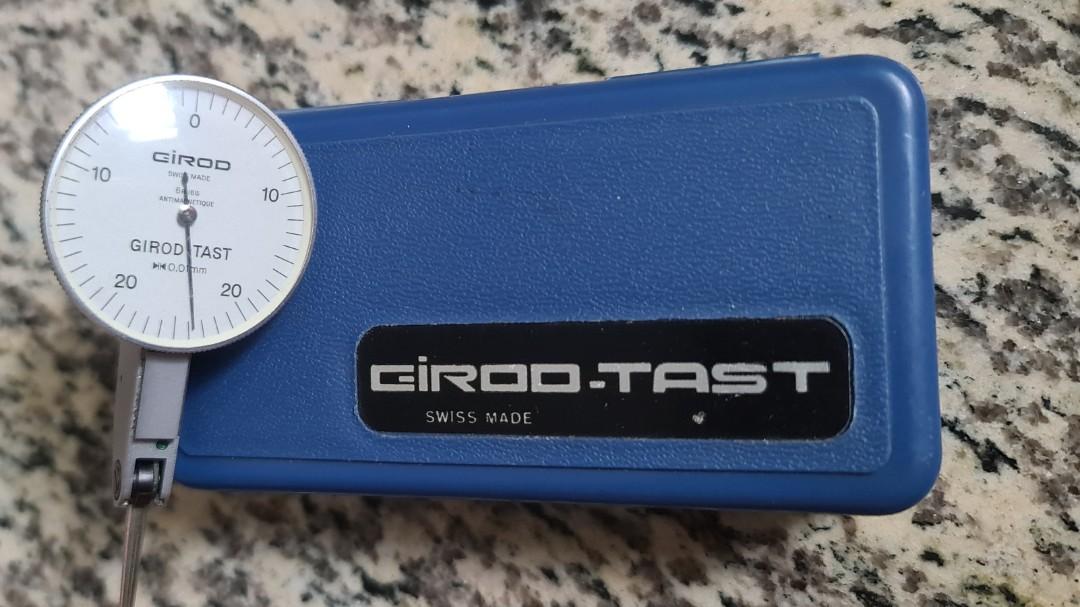 0
GiROD
SWISS MADE
ANTIMAGNETIQUE
10
10
GIROD TAST
0.01mm
20
20
GiROD-TAST
SWISS MADE